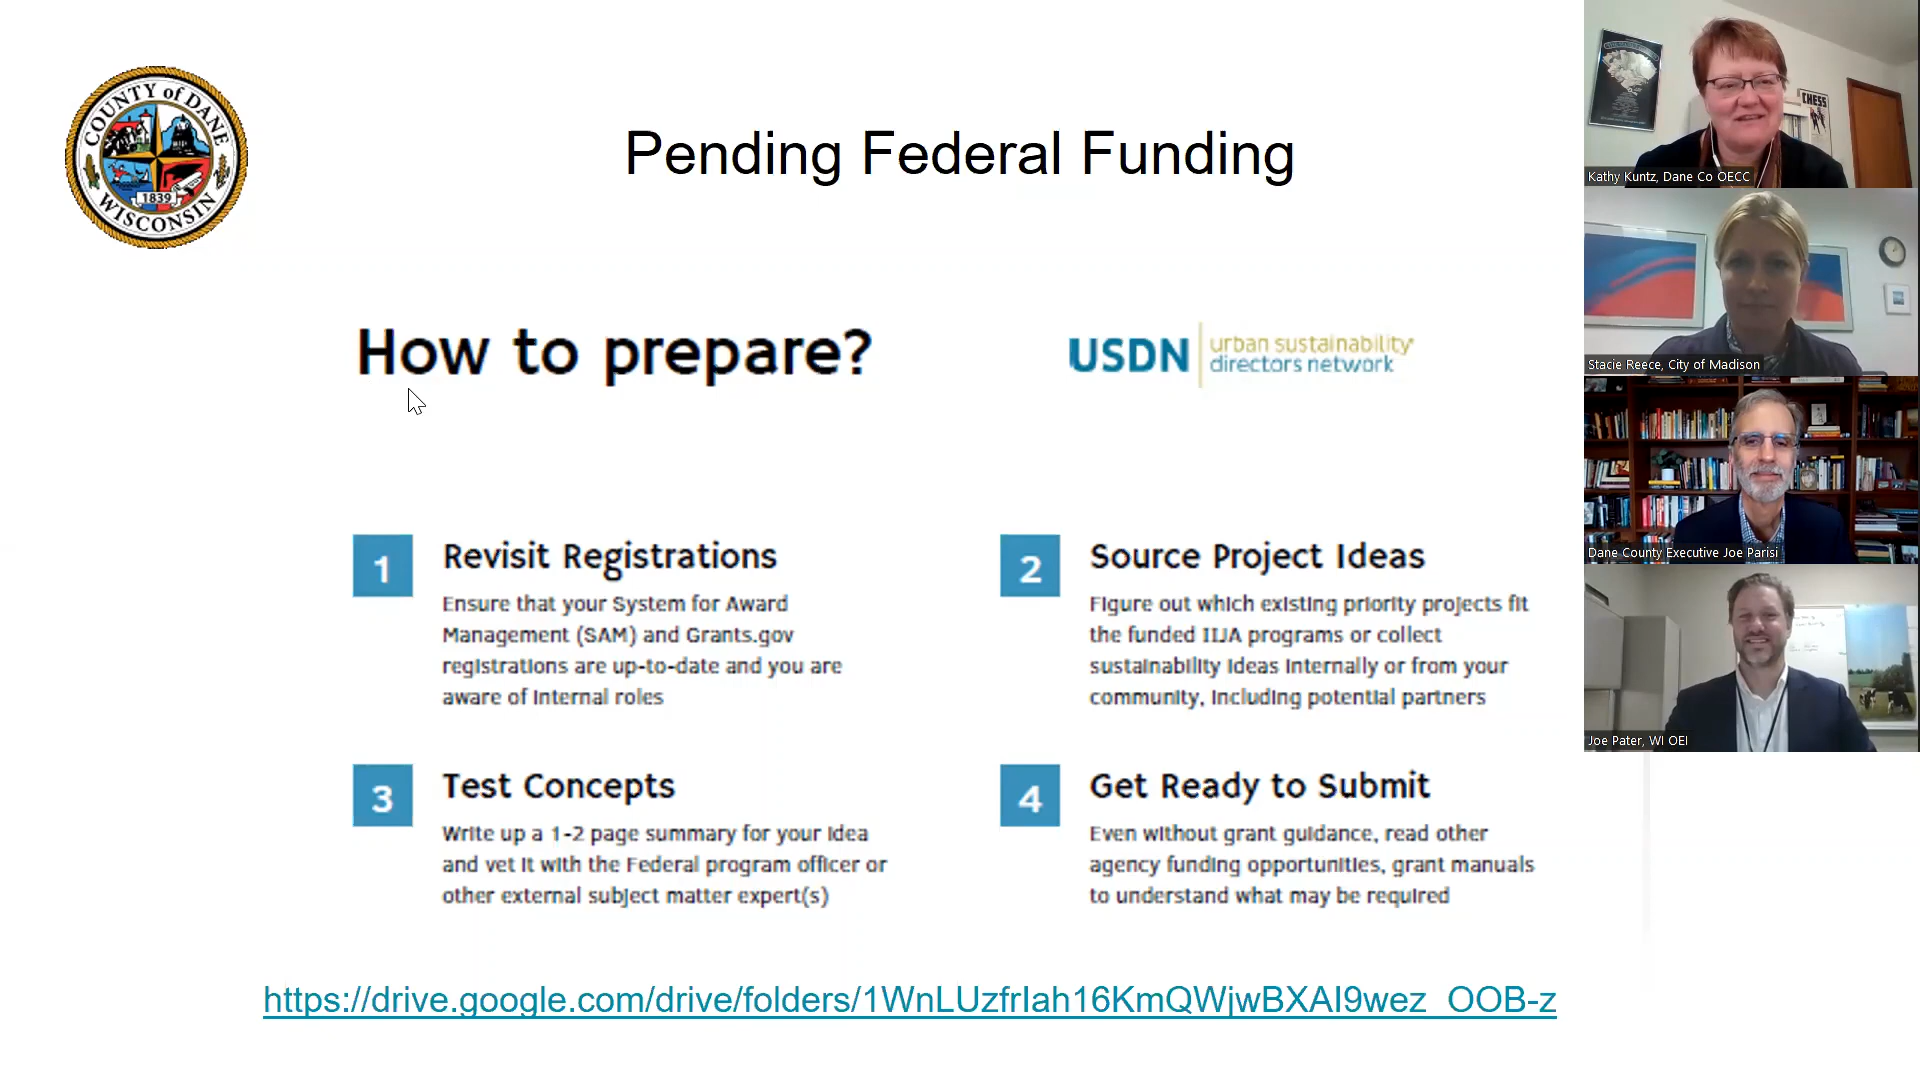 COUNTY of DANE
1839
WISCONSIN
Pending Federal Funding
How to prepare?
USDN
urban sustainability
directors network
1
Revisit Registrations
Ensure that your System for Award
Management (SAM) and Grants.gov
registrations are up-to-date and you are
aware of internal roles
2
Source Project Ideas
Figure out which existing priority projects fit
the funded IIJA programs or collect
sustainability ideas internally or from your
community, including potential partners
3
Test Concepts
Write up a 1-2 page summary for your idea
and vet it with the Federal program officer or
other external subject matter expert(s)
4
Get Ready to Submit
Even without grant guidance, read other
agency funding opportunities, grant manuals
to understand what may be required
https://drive.google.com/drive/folders/1WnLUzfrIah16KmQWjwBXAI9wez_OOB-z
CHESS
Kathy Kuntz, Dane Co OECC
Stacie Reece, City of Madison
Dane County Executive Joe Parisi
Joe Pater, WI OEI